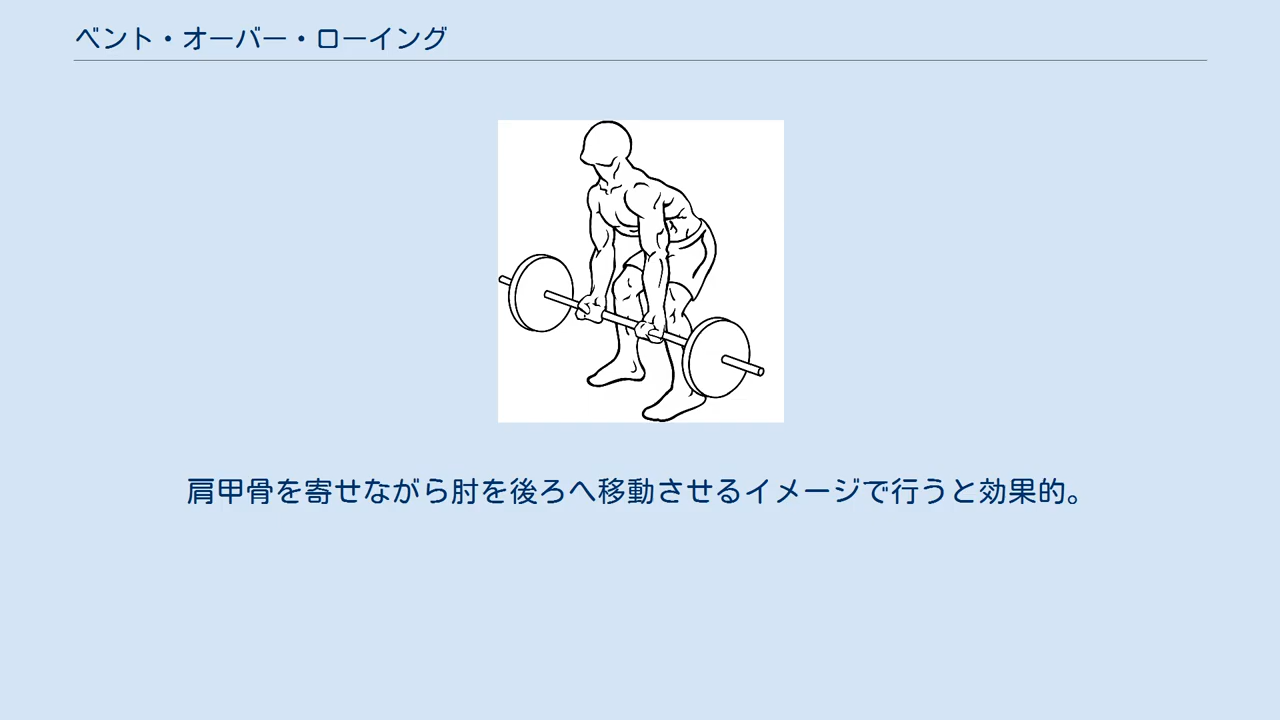 ベント・オーバー・ローイング
肩甲骨を寄せながら肘を後ろへ移動させるイメージで行うと効果的。